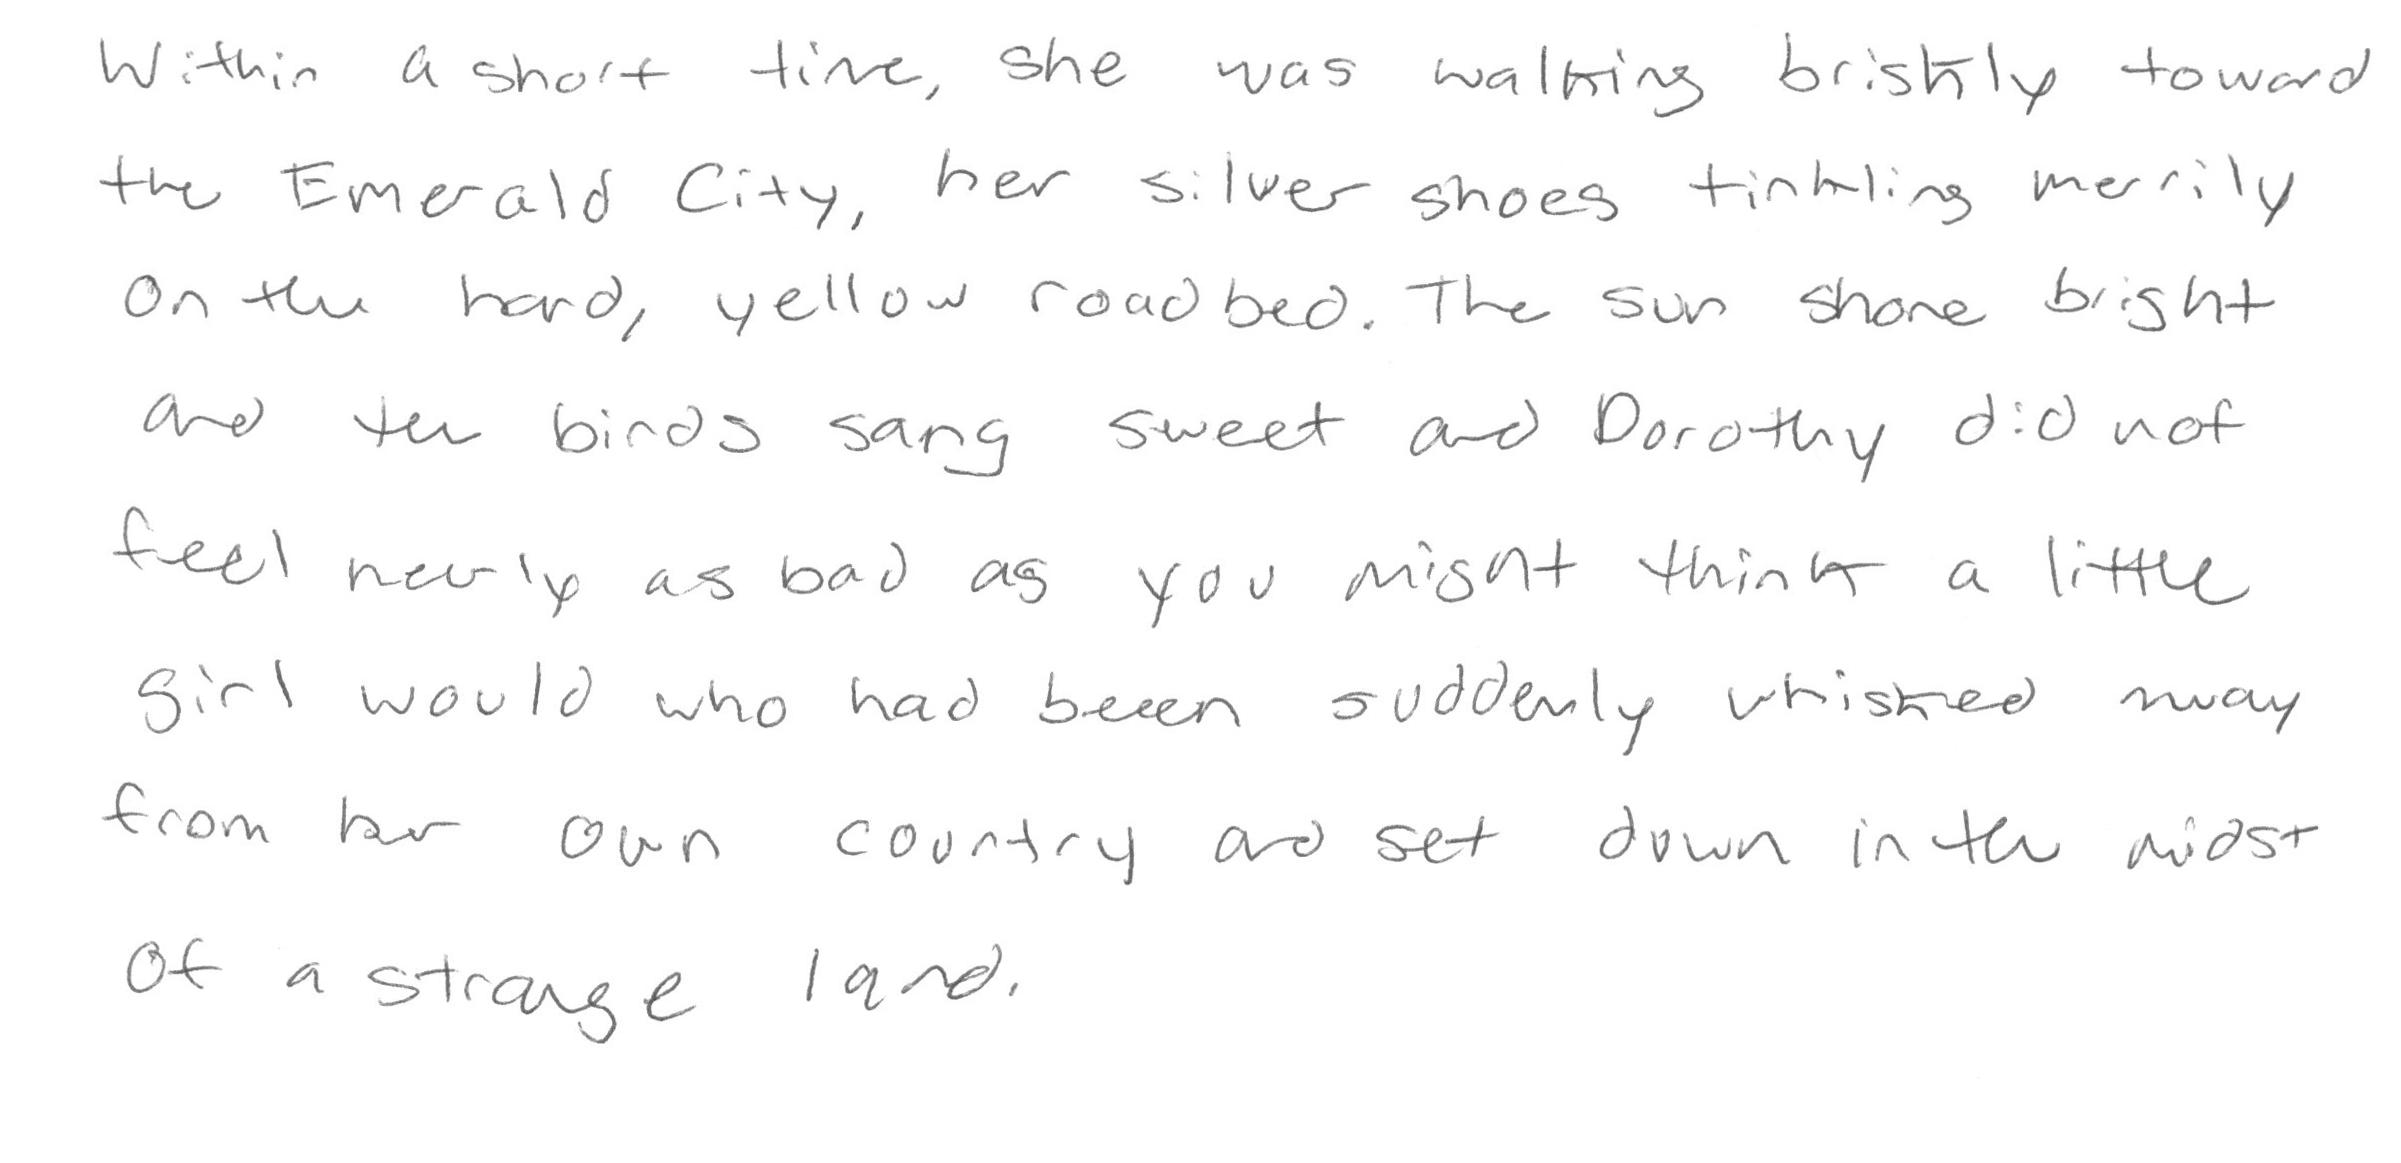 Within a short time, she was walking briskly toward
the Emerald City, her silver shoes tinkling merrily
on the hard, yellow roadbed. The sun shone bright
and the birds sang sweet and Dorothy did not
feel nearly as bad as you might think a little
girl would who had beeen suddenly whisked away
from her own country and set down in the midst
of a strange land.